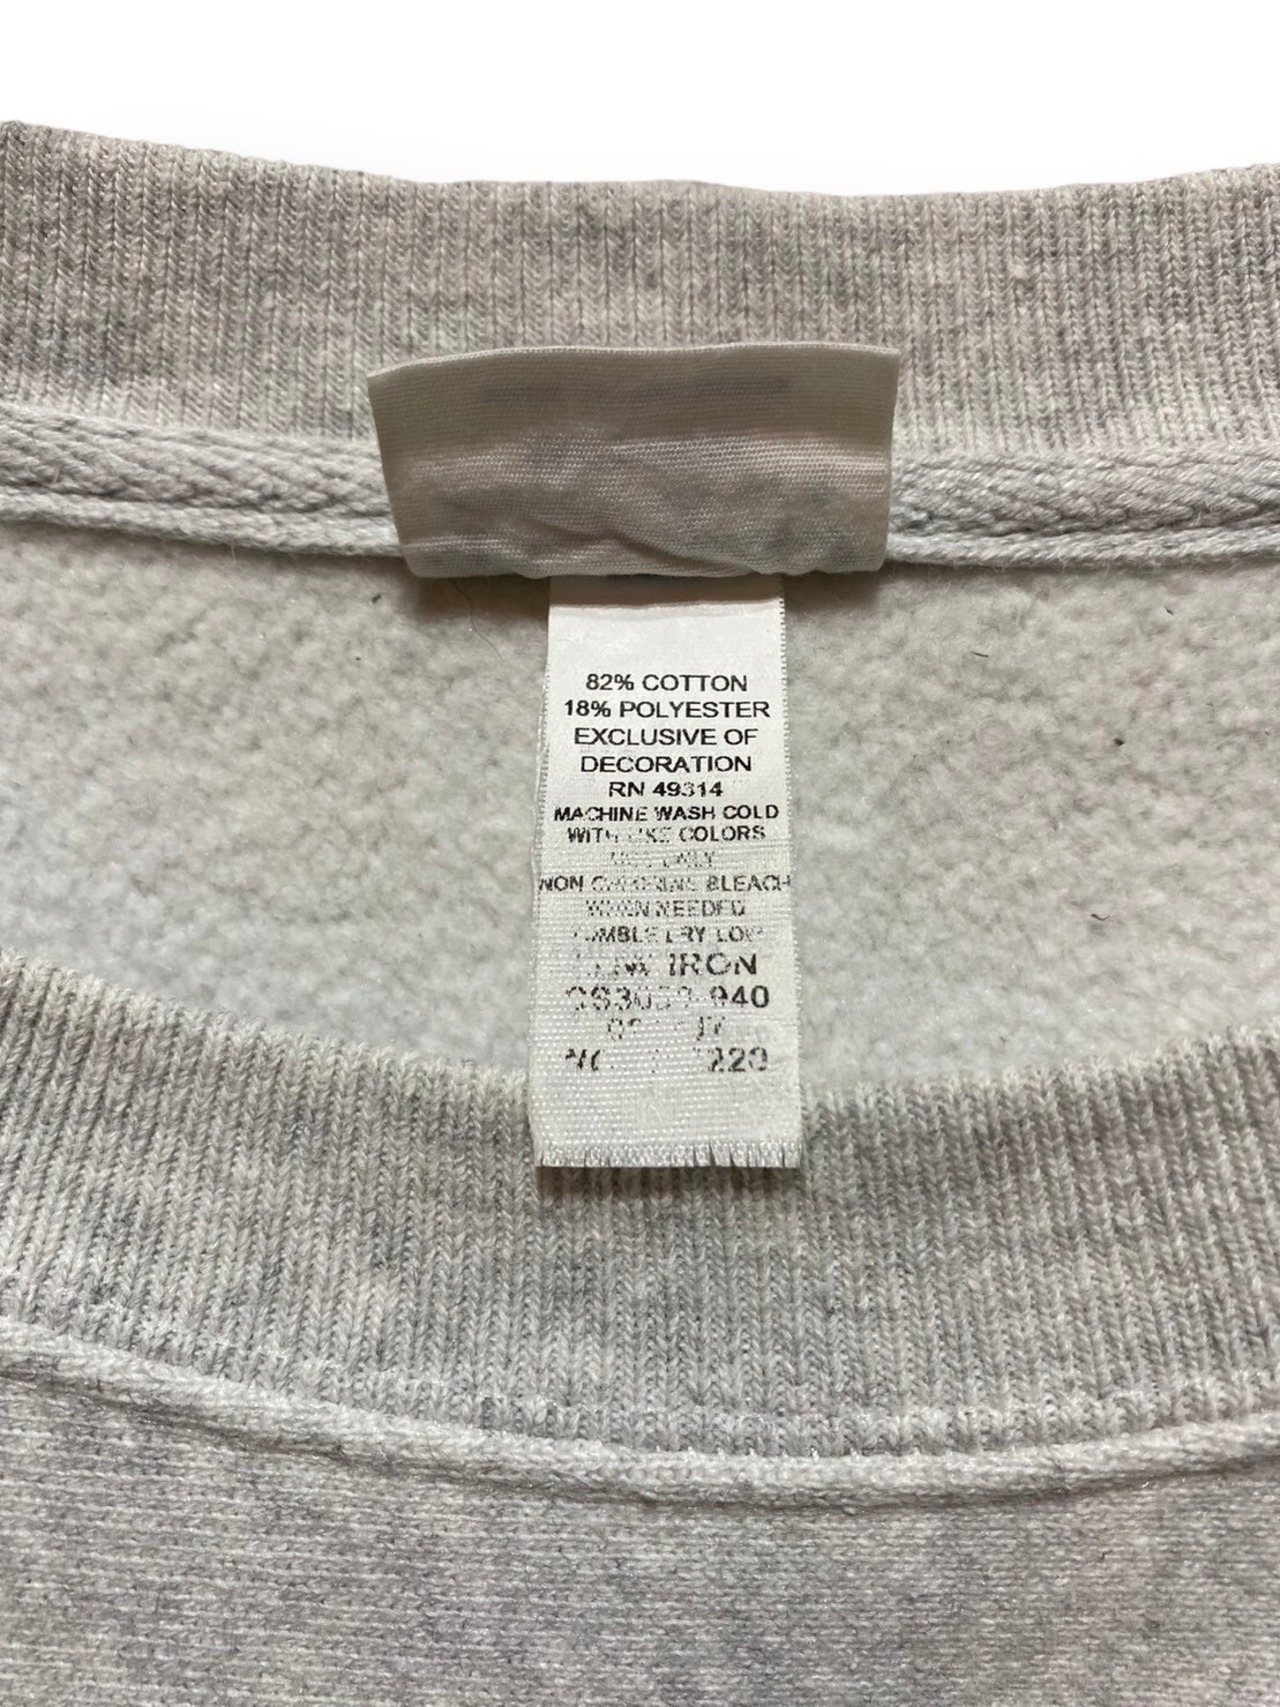 82% COTTON
18% POLYESTER
EXCLUSIVE OF
DECORATION
RN 49314
MACHINE WASH COLD
WITH LIKE COLORS
ONLY
NON CHLORINE BLEACH
WHEN NEEDED
TUMBLE DRY LOW
IRON